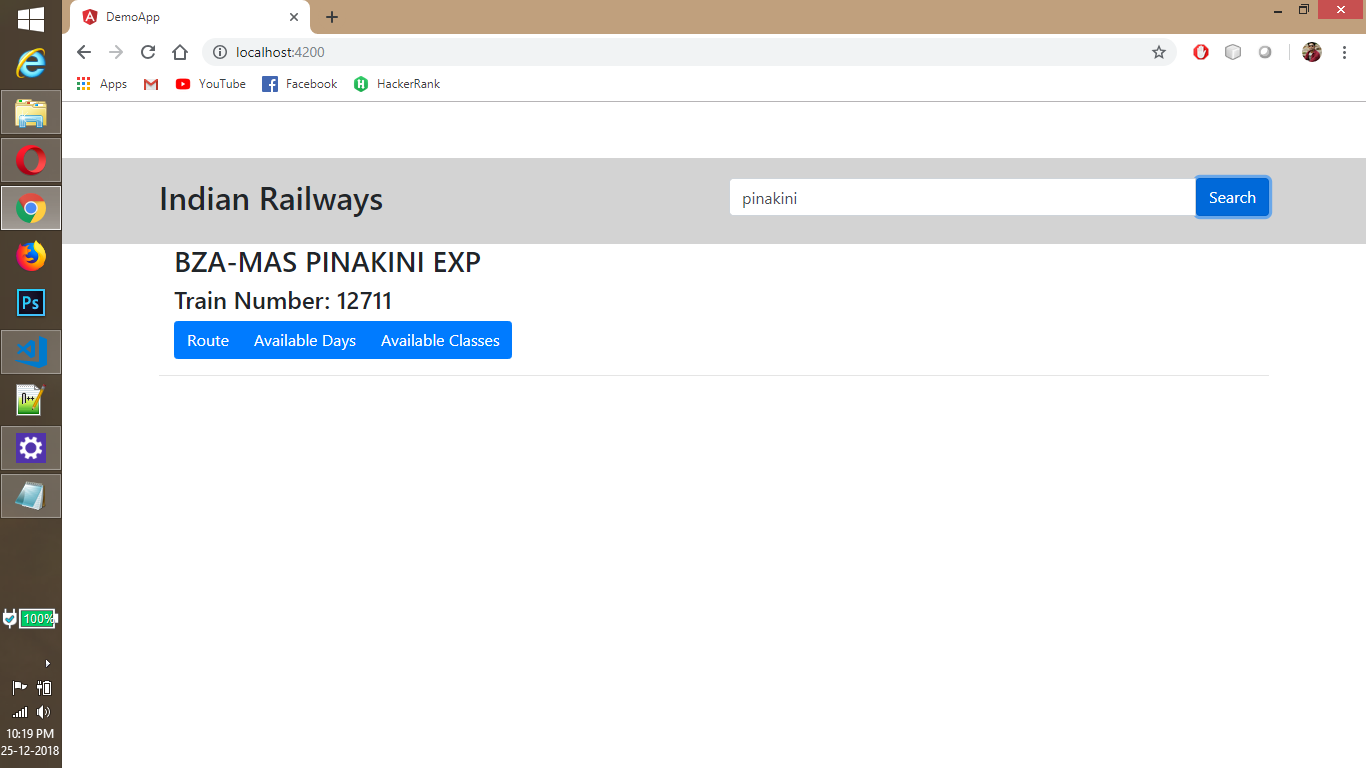 DemoApp
localhost:4200
Apps
YouTube
Facebook
HackerRank
Indian Railways
pinakini
Search
BZA-MAS PINAKINI EXP
Train Number: 12711
Route
Available Days
Available Classes
Ps
100%
10:19 PM
25-12-2018